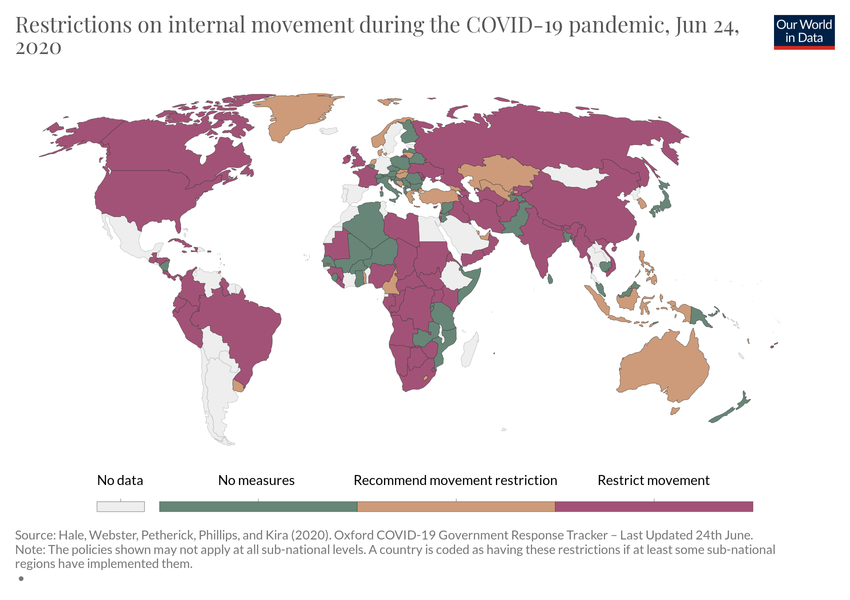 Restrictions on internal movement during the COVID-19 pandemic, Jun 24,
2020
Our World
in Data
No data
No measures
Recommend movement restriction
Restrict movement
Source: Hale, Webster, Petherick, Phillips, and Kira (2020). Oxford COVID-19 Government Response Tracker – Last Updated 24th June.
Note: The policies shown may not apply at all sub-national levels. A country is coded as having these restrictions if at least some sub-national
regions have implemented them.